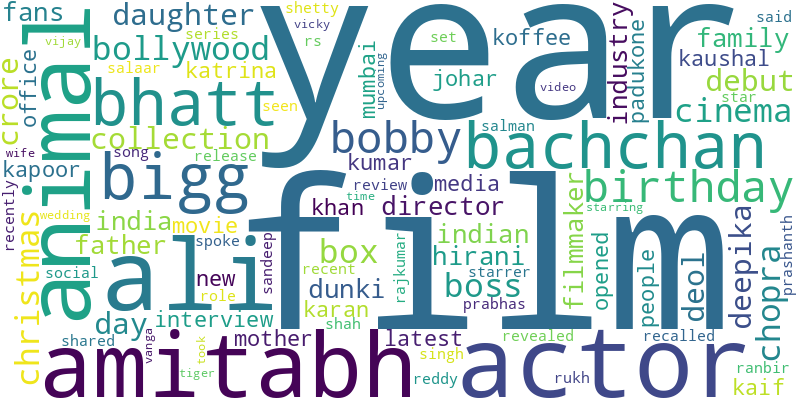 fans
daughter
shetty
vicky
year
koffee
said
family
vijay
series
rs
set
bollywood
salaar
katrina
mumbai
upcoming
johar
video
industry
padukone
kaushal
debut
star
crore
office
animal
bhatt
seen
cinema
collection
bobby
salman
bachchan
wife
song
release
kapoor
bigg
kumar
review
media
time
birthday
recently
christmas
wedding
india
movie
khan
director
starring
father
spoke
ali
film
box
indian
filmmaker
opened
people
deol
deepika
chopra
prashanth
social
new
sandeep
recent
hirani
starrer
role
dunki
boss
rajkumar
prabhas
day
interview
karan
shah
shared
vanga
took
mother
latest
revealed
recalled
tiger
amitabh
singh
reddy
actor
rukh
ranbir
kaif